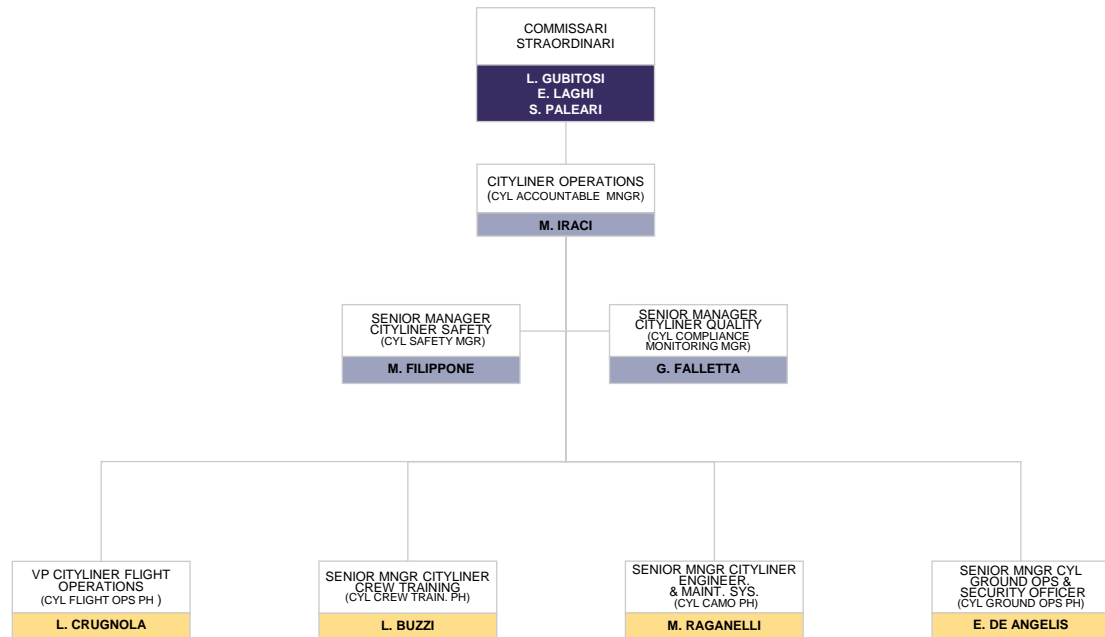 COMMISSARI
STRAORDINARI
L. GUBITOSI
E. LAGHI
S. PALEARI
CITYLINER OPERATIONS
(CYL ACCOUNTABLE MNGR)
M. IRACI
SENIOR MANAGER
CITYLINER SAFETY
(CYL SAFETY MGR)
M. FILIPPONE
SENIOR MANAGER
CITYLINER QUALITY
(CYL COMPLIANCE
MONITORING MGR)
G. FALLETTA
VP CITYLINER FLIGHT
OPERATIONS
(CYL FLIGHT OPS PH )
L. CRUGNOLA
SENIOR MNGR CITYLINER
CREW TRAINING
(CYL CREW TRAIN. PH)
L. BUZZI
SENIOR MNGR CITYLINER
ENGINEER.
& MAINT. SYS.
(CYL CAMO PH)
M. RAGANELLI
SENIOR MNGR CYL
GROUND OPS &
SECURITY OFFICER
(CYL GROUND OPS PH)
E. DE ANGELIS